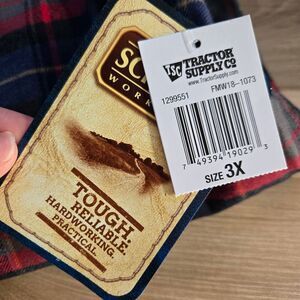 WORK
TOUGH.
RELIABLE.
HARDWORKING.
PRACTICAL.
TSC TRACTOR
SUPPLY CO
www.TractorSupply.com
1299551 FMW18-1073
7 49394 19029 3
SIZE 3X